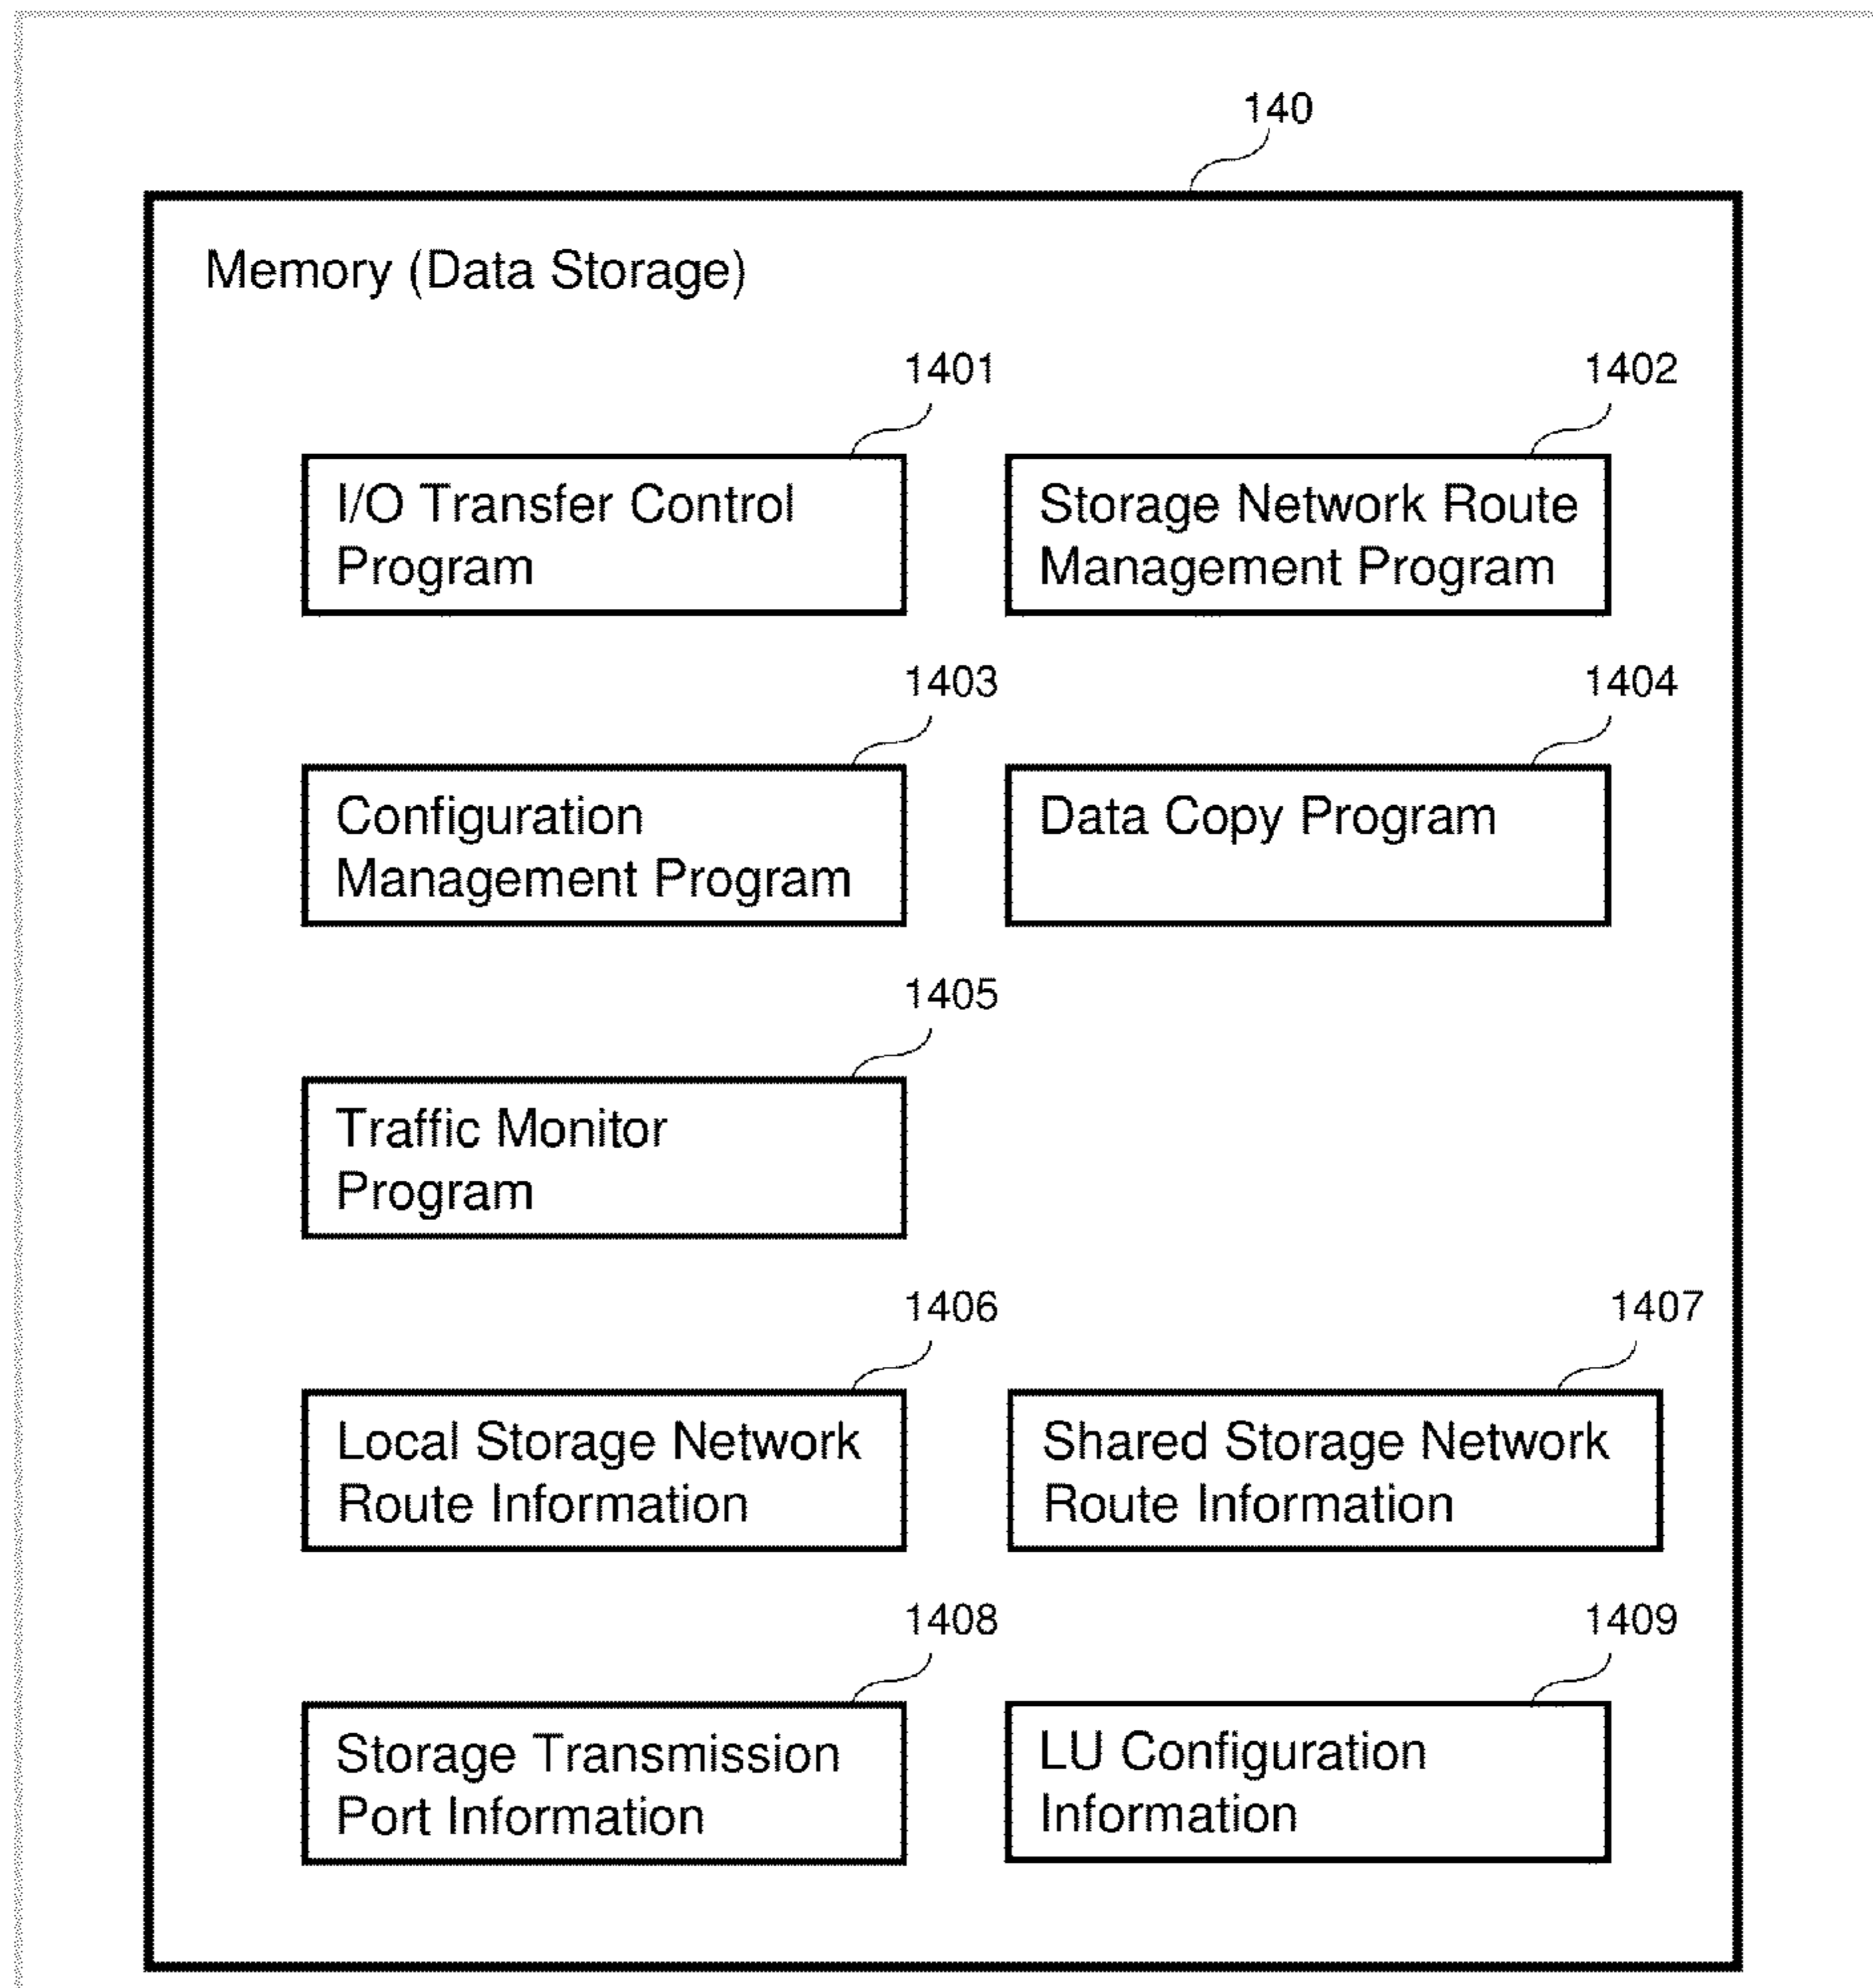 140
Memory (Data Storage)
1401
I/O Transfer Control
Program
1402
Storage Network Route
Management Program
1403
Configuration
Management Program
1404
Data Copy Program
1405
Traffic Monitor
Program
1406
Local Storage Network
Route Information
1407
Shared Storage Network
Route Information
1408
Storage Transmission
Port Information
1409
LU Configuration
Information